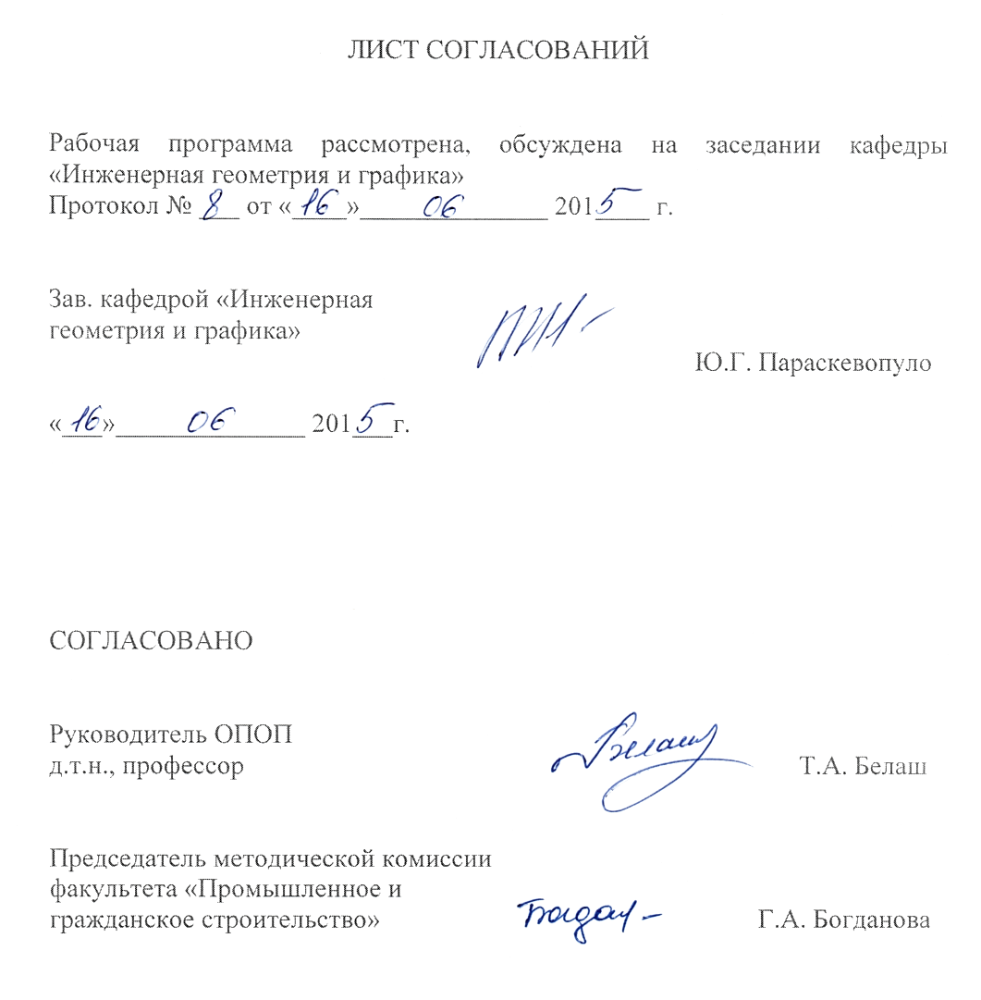 ЛИСТ СОГЛАСОВАНИЙ
Рабочая программа рассмотрена, обсуждена на заседании кафедры
«Инженерная геометрия и графика»
Протокол № 8 от «16» 06 2015 г.
Зав. кафедрой «Инженерная
геометрия и графика»
Ю.Г. Параскевопуло
«16» 06 2015 г.
СОГЛАСОВАНО
Руководитель ОПОП
д.т.н., профессор Белаш Т.А. Белаш
Председатель методической комиссии
факультета «Промышленное и
гражданское строительство» Г.А. Богданова